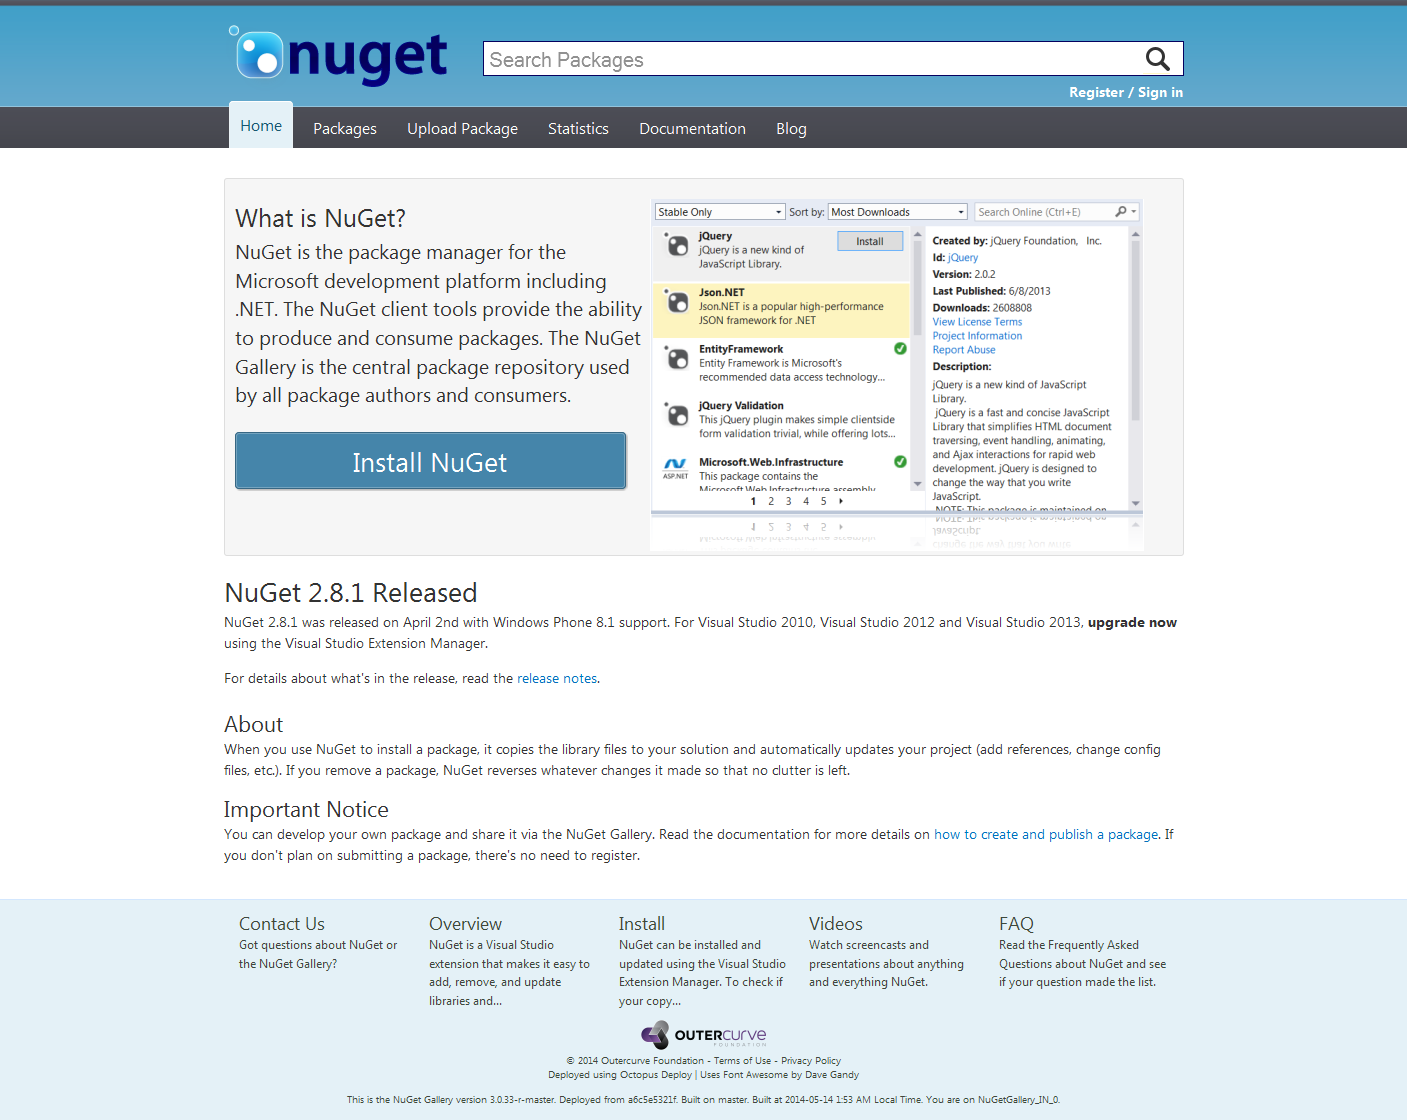 nuget
Search Packages
Register / Sign in
Home Packages Upload Package Statistics Documentation Blog
What is NuGet?
NuGet is the package manager for the
Microsoft development platform including
.NET. The NuGet client tools provide the ability
to produce and consume packages. The NuGet
Gallery is the central package repository used
by all package authors and consumers.
Install NuGet
Stable Only Sort by: Most Downloads Search Online (Ctrl+E)
jQuery
Install
jQuery is a new kind of
JavaScript Library.
Json.NET
Json.NET is a popular high-performance
JSON framework for .NET
EntityFramework
Entity Framework is Microsoft's
recommended data access technology...
jQuery Validation
This jQuery plugin makes simple clientside
form validation trivial, while offering lots...
Microsoft.Web.Infrastructure
ASP.NET
This package contains the
Microsoft.Web.Infrastructure assembly
1 2 3 4 5
Created by: jQuery Foundation, Inc.
Id: jQuery
Version: 2.0.2
Last Published: 6/8/2013
Downloads: 2608808
View License Terms
Project Information
Report Abuse
Description:
jQuery is a new kind of JavaScript
Library.
jQuery is a fast and concise JavaScript
Library that simplifies HTML document
traversing, event handling, animating,
and Ajax interactions for rapid web
development. jQuery is designed to
change the way that you write
JavaScript.
NOTE: This package is maintained on
NuGet 2.8.1 Released
NuGet 2.8.1 was released on April 2nd with Windows Phone 8.1 support. For Visual Studio 2010, Visual Studio 2012 and Visual Studio 2013, upgrade now
using the Visual Studio Extension Manager.
For details about what's in the release, read the release notes.
About
When you use NuGet to install a package, it copies the library files to your solution and automatically updates your project (add references, change config
files, etc.). If you remove a package, NuGet reverses whatever changes it made so that no clutter is left.
Important Notice
You can develop your own package and share it via the NuGet Gallery. Read the documentation for more details on how to create and publish a package. If
you don't plan on submitting a package, there's no need to register.
Contact Us
Got questions about NuGet or
the NuGet Gallery?
Overview
NuGet is a Visual Studio
extension that makes it easy to
add, remove, and update
libraries and...
Install
NuGet can be installed and
updated using the Visual Studio
Extension Manager. To check if
your copy...
Videos
Watch screencasts and
presentations about anything
and everything NuGet.
FAQ
Read the Frequently Asked
Questions about NuGet and see
if your question made the list.
OUTERCURVE
FOUNDATION
© 2014 Outercurve Foundation - Terms of Use - Privacy Policy
Deployed using Octopus Deploy | Uses Font Awesome by Dave Gandy
This is the NuGet Gallery version 3.0.33-r-master. Deployed from a6c5e5321f. Built on master. Built at 2014-05-14 1:53 AM Local Time. You are on NuGetGallery_IN_0.